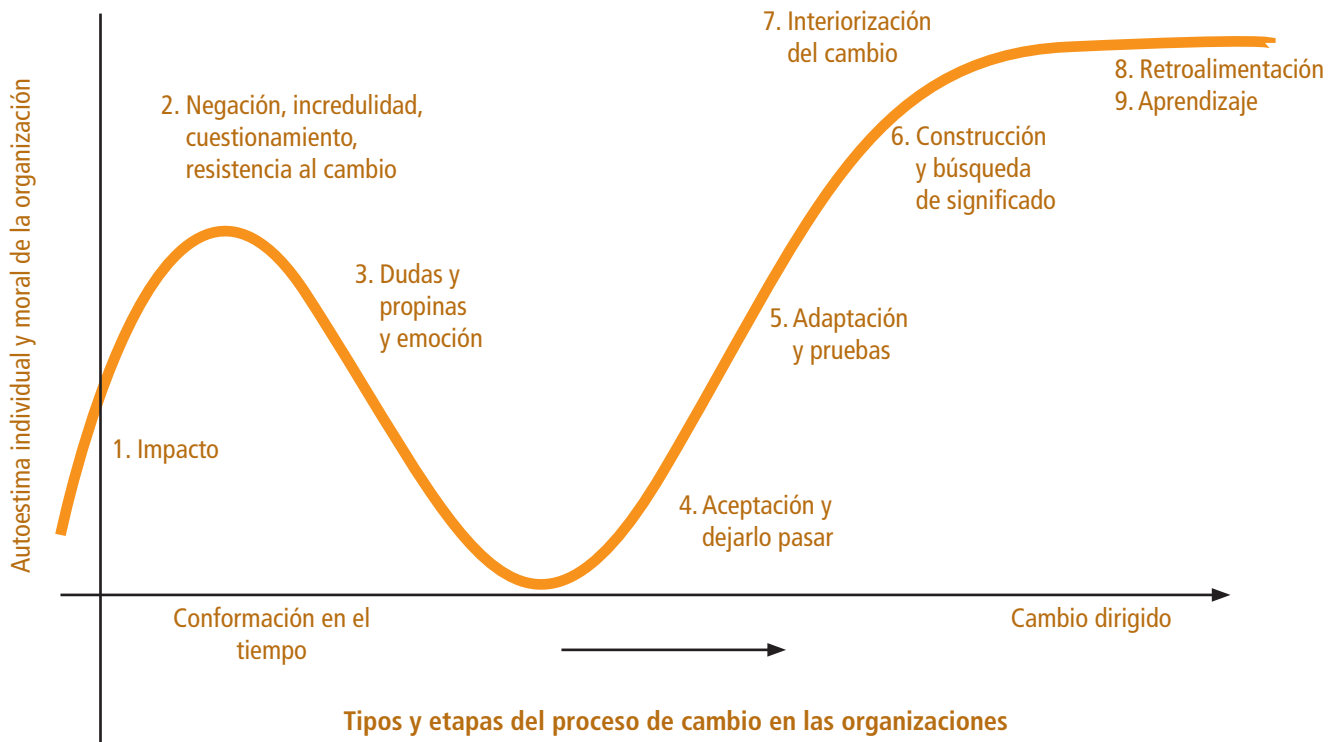 Autoestima individual y moral de la organización
1. Impacto
2. Negación, incredulidad,
cuestionamiento,
resistencia al cambio
3. Dudas y
propinas
y emoción
4. Aceptación y
dejarlo pasar
5. Adaptación
y pruebas
6. Construcción
y búsqueda
de significado
7. Interiorización
del cambio
8. Retroalimentación
9. Aprendizaje
Conformación en el
tiempo
Cambio dirigido
Tipos y etapas del proceso de cambio en las organizaciones